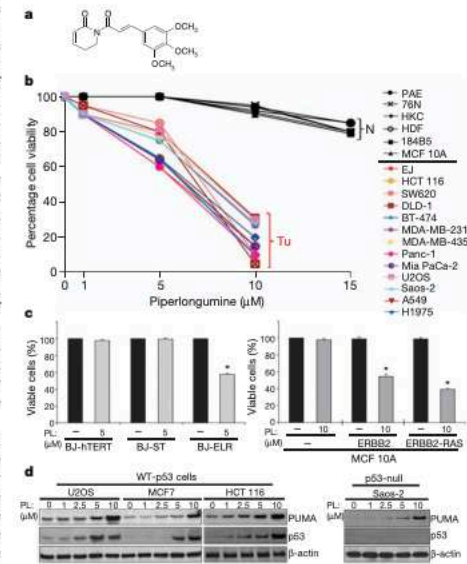 a
O
O
N
OCH₃
OCH₃
OCH₃
b
Percentage cell viability
100
80
60
40
20
0
0 1 5 10 15
Piperlongumine (μM)
N
Tu
PAE
76N
HKC
HDF
184B5
MCF 10A
EJ
HCT 116
SW620
DLD-1
BT-474
MDA-MB-231
MDA-MB-435
Panc-1
Mia PaCa-2
U2OS
Saos-2
A549
H1975
c
Viable cells (%)
100
80
60
40
20
0
*
PL: – 5 – 5 – 5
(μM) BJ-hTERT BJ-ST BJ-ELR
Viable cells (%)
100
80
60
40
20
0
*
*
PL: – 10 – 10 – 10
(μM) – ERBB2 ERBB2-RAS
MCF 10A
d
WT-p53 cells
p53-null
U2OS MCF7 HCT 116 Saos-2
PL: 0 1 2.5 5 10 0 1 2.5 5 10 0 1 2.5 5 10 PL: 0 1 2.5 5 10
(μM) PUMA (μM) PUMA
p53 p53
β-actin β-actin